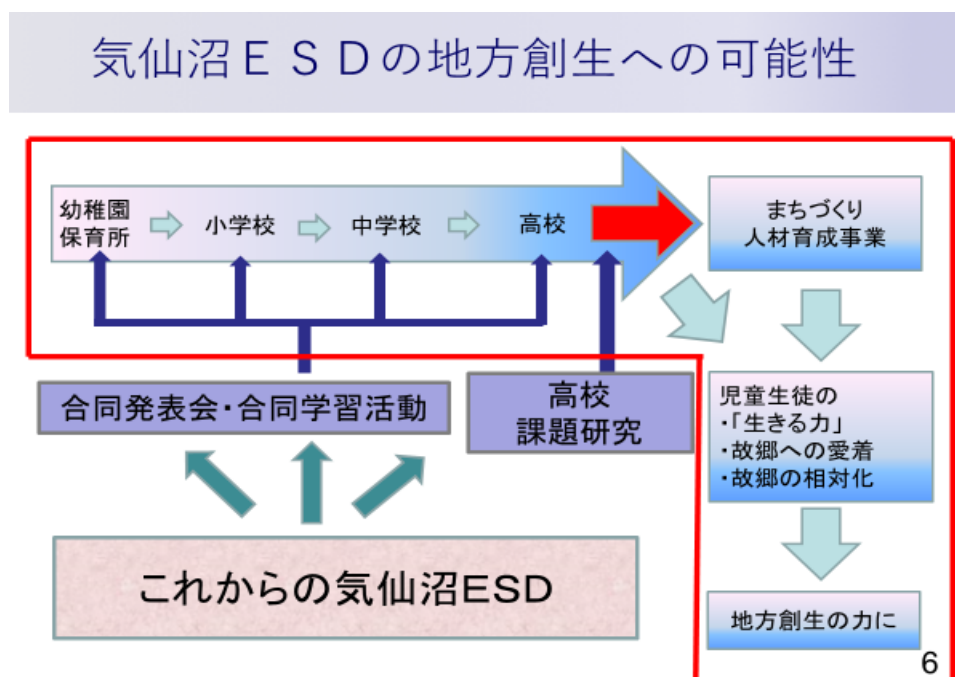 気仙沼ＥＳＤの地方創生への可能性
幼稚園
保育所
小学校
中学校
高校
まちづくり
人材育成事業
合同発表会・合同学習活動
高校
課題研究
児童生徒の
・「生きる力」
・故郷への愛着
・故郷の相対化
これからの気仙沼ESD
地方創生の力に
6